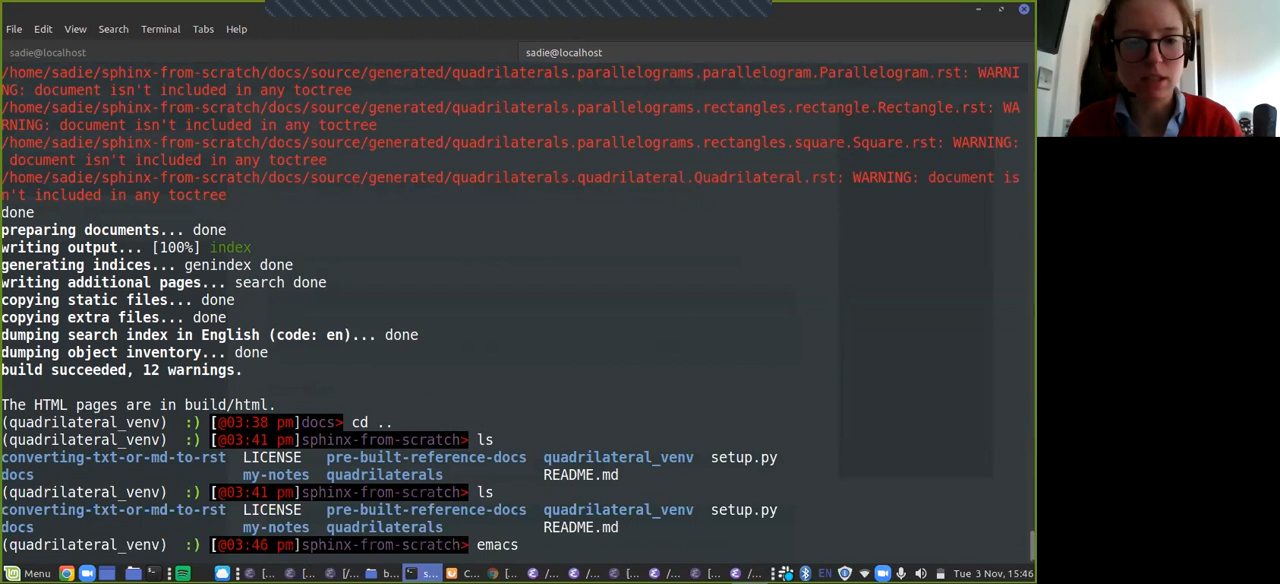 File Edit View Search Terminal Tabs Help
sadie@localhost sadie@localhost
/home/sadie/sphinx-from-scratch/docs/source/generated/quadrilaterals.parallelograms.parallelogram.Parallelogram.rst: WARNI
NG: document isn't included in any toctree
/home/sadie/sphinx-from-scratch/docs/source/generated/quadrilaterals.parallelograms.rectangles.rectangle.Rectangle.rst: WA
RNING: document isn't included in any toctree
/home/sadie/sphinx-from-scratch/docs/source/generated/quadrilaterals.parallelograms.rectangles.square.Square.rst: WARNING:
 document isn't included in any toctree
/home/sadie/sphinx-from-scratch/docs/source/generated/quadrilaterals.quadrilateral.Quadrilateral.rst: WARNING: document is
n't included in any toctree
done
preparing documents... done
writing output... [100%] index
generating indices... genindex done
writing additional pages... search done
copying static files... done
copying extra files... done
dumping search index in English (code: en)... done
dumping object inventory... done
build succeeded, 12 warnings.
The HTML pages are in build/html.
(quadrilateral_venv) :) [@03:38 pm]docs> cd ..
(quadrilateral_venv) :) [@03:41 pm]sphinx-from-scratch> ls
converting-txt-or-md-to-rst LICENSE pre-built-reference-docs quadrilateral_venv setup.py
docs my-notes quadrilaterals README.md
(quadrilateral_venv) :) [@03:41 pm]sphinx-from-scratch> ls
converting-txt-or-md-to-rst LICENSE pre-built-reference-docs quadrilateral_venv setup.py
docs my-notes quadrilaterals README.md
(quadrilateral_venv) :) [@03:46 pm]sphinx-from-scratch> emacs
Menu [... [... [/... b... s... C... [... /... /... [... /... [... /... EN Tue 3 Nov, 15:46